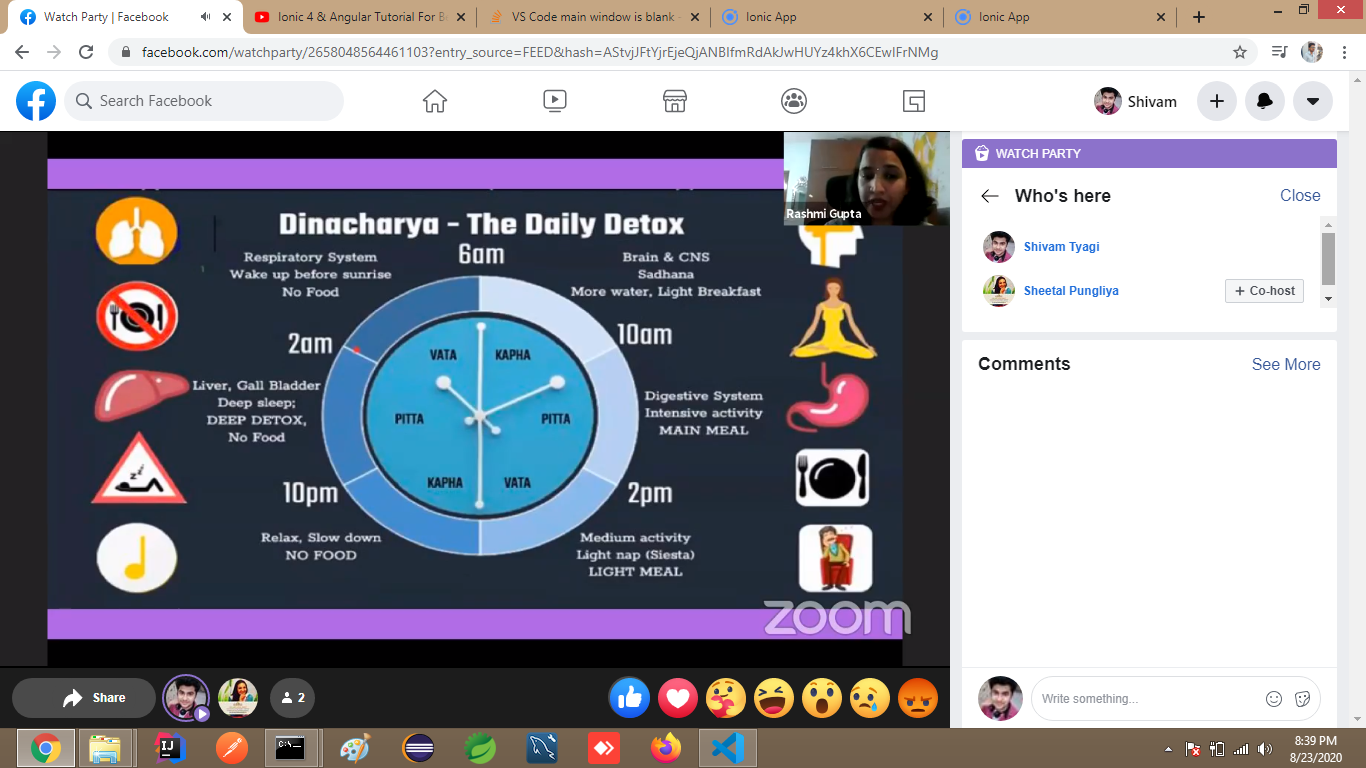 Watch Party | Facebook
Ionic 4 & Angular Tutorial For B
VS Code main window is blank
Ionic App
Ionic App
facebook.com/watchparty/2658048564461103?entry_source=FEED&hash=AStvjJFtYjrEjeQjANBIfmRdAkJwHUYz4khX6CEwIFrNMg
Search Facebook
Shivam
Rashmi Gupta
Dinacharya - The Daily Detox
6am
Respiratory System
Wake up before sunrise
No Food
Brain & CNS
Sadhana
More water, Light Breakfast
2am
10am
VATA
KAPHA
Liver, Gall Bladder
Deep sleep;
DEEP DETOX,
No Food
PITTA
PITTA
Digestive System
Intensive activity
MAIN MEAL
KAPHA
VATA
10pm
2pm
Relax, Slow down
NO FOOD
Medium activity
Light nap (Siesta)
LIGHT MEAL
zoom
Share
2
WATCH PARTY
Who's here
Close
Shivam Tyagi
Sheetal Pungliya
+ Co-host
Comments
See More
Write something...
8:39 PM
8/23/2020